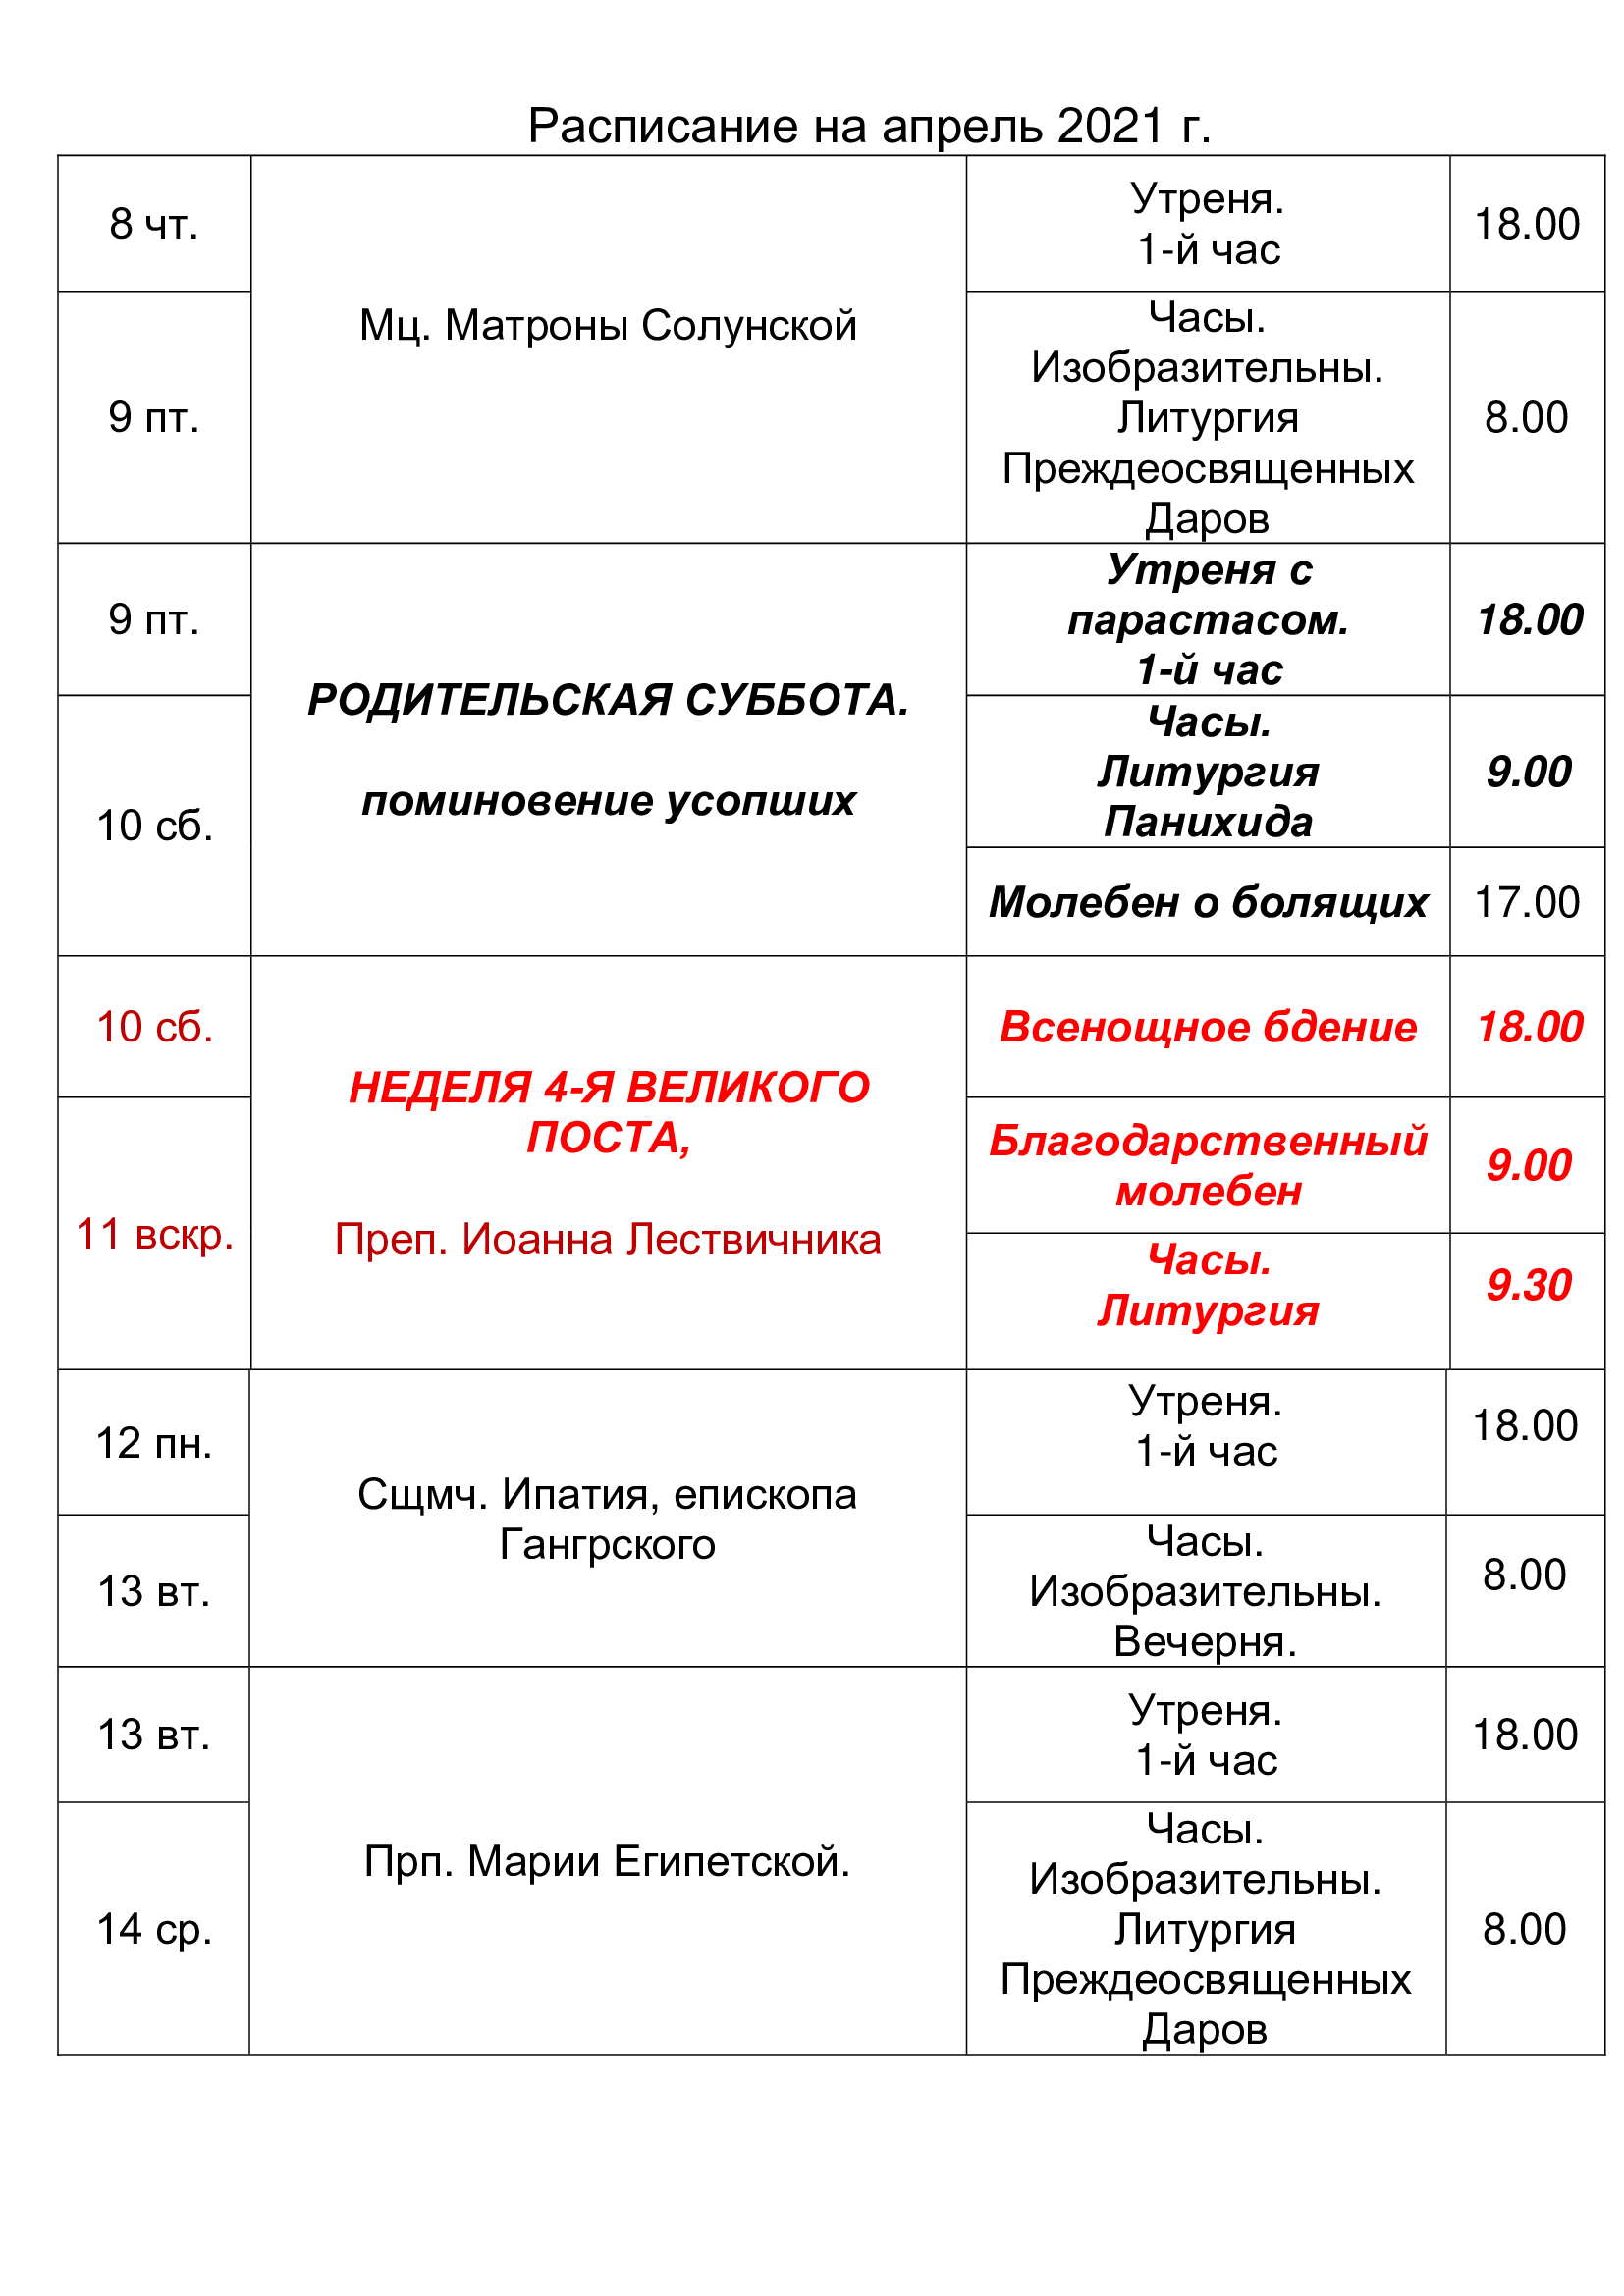 Расписание на апрель 2021 г.
8 чт.
Мц. Матроны Солунской
Утреня.
1-й час
18.00
9 пт.
Часы.
Изобразительны.
Литургия
Преждеосвященных
Даров
8.00
9 пт.
РОДИТЕЛЬСКАЯ СУББОТА.
поминовение усопших
Утреня с
парастасом.
1-й час
18.00
10 сб.
Часы.
Литургия
Панихида
9.00
Молебен о болящих
17.00
10 сб.
НЕДЕЛЯ 4-Я ВЕЛИКОГО
ПОСТА,
Преп. Иоанна Лествичника
Всенощное бдение
18.00
11 вскр.
Благодарственный
молебен
9.00
Часы.
Литургия
9.30
12 пн.
Сщмч. Ипатия, епископа
Гангрского
Утреня.
1-й час
18.00
13 вт.
Часы.
Изобразительны.
Вечерня.
8.00
13 вт.
Прп. Марии Египетской.
Утреня.
1-й час
18.00
14 ср.
Часы.
Изобразительны.
Литургия
Преждеосвященных
Даров
8.00